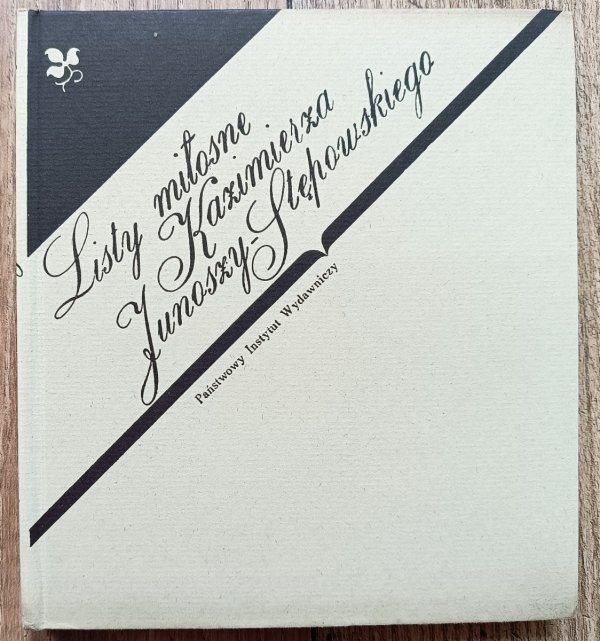 Listy miłosne
Kazimierza
Junoszy-Stępowskiego
Państwowy Instytut Wydawniczy